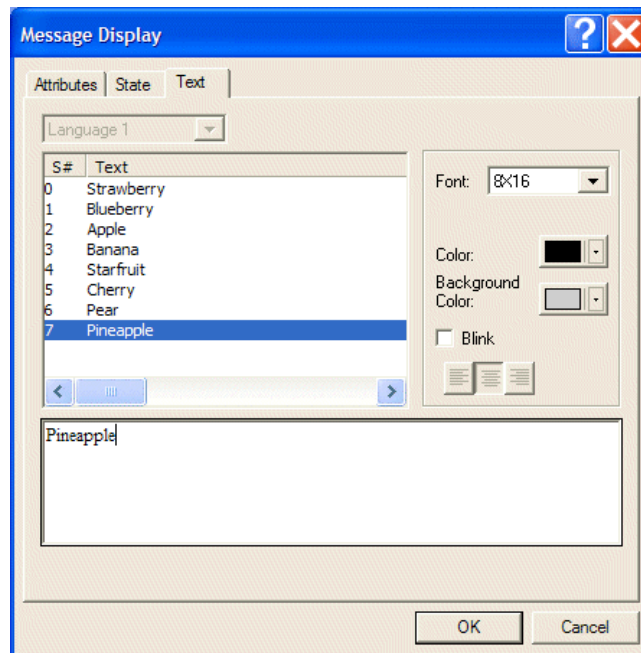 Message Display
Attributes State Text
Language 1
S# Text
0 Strawberry
1 Blueberry
2 Apple
3 Banana
4 Starfruit
5 Cherry
6 Pear
7 Pineapple
Font: 8X16
Color:
Background
Color:
Blink
Pineapple
OK Cancel